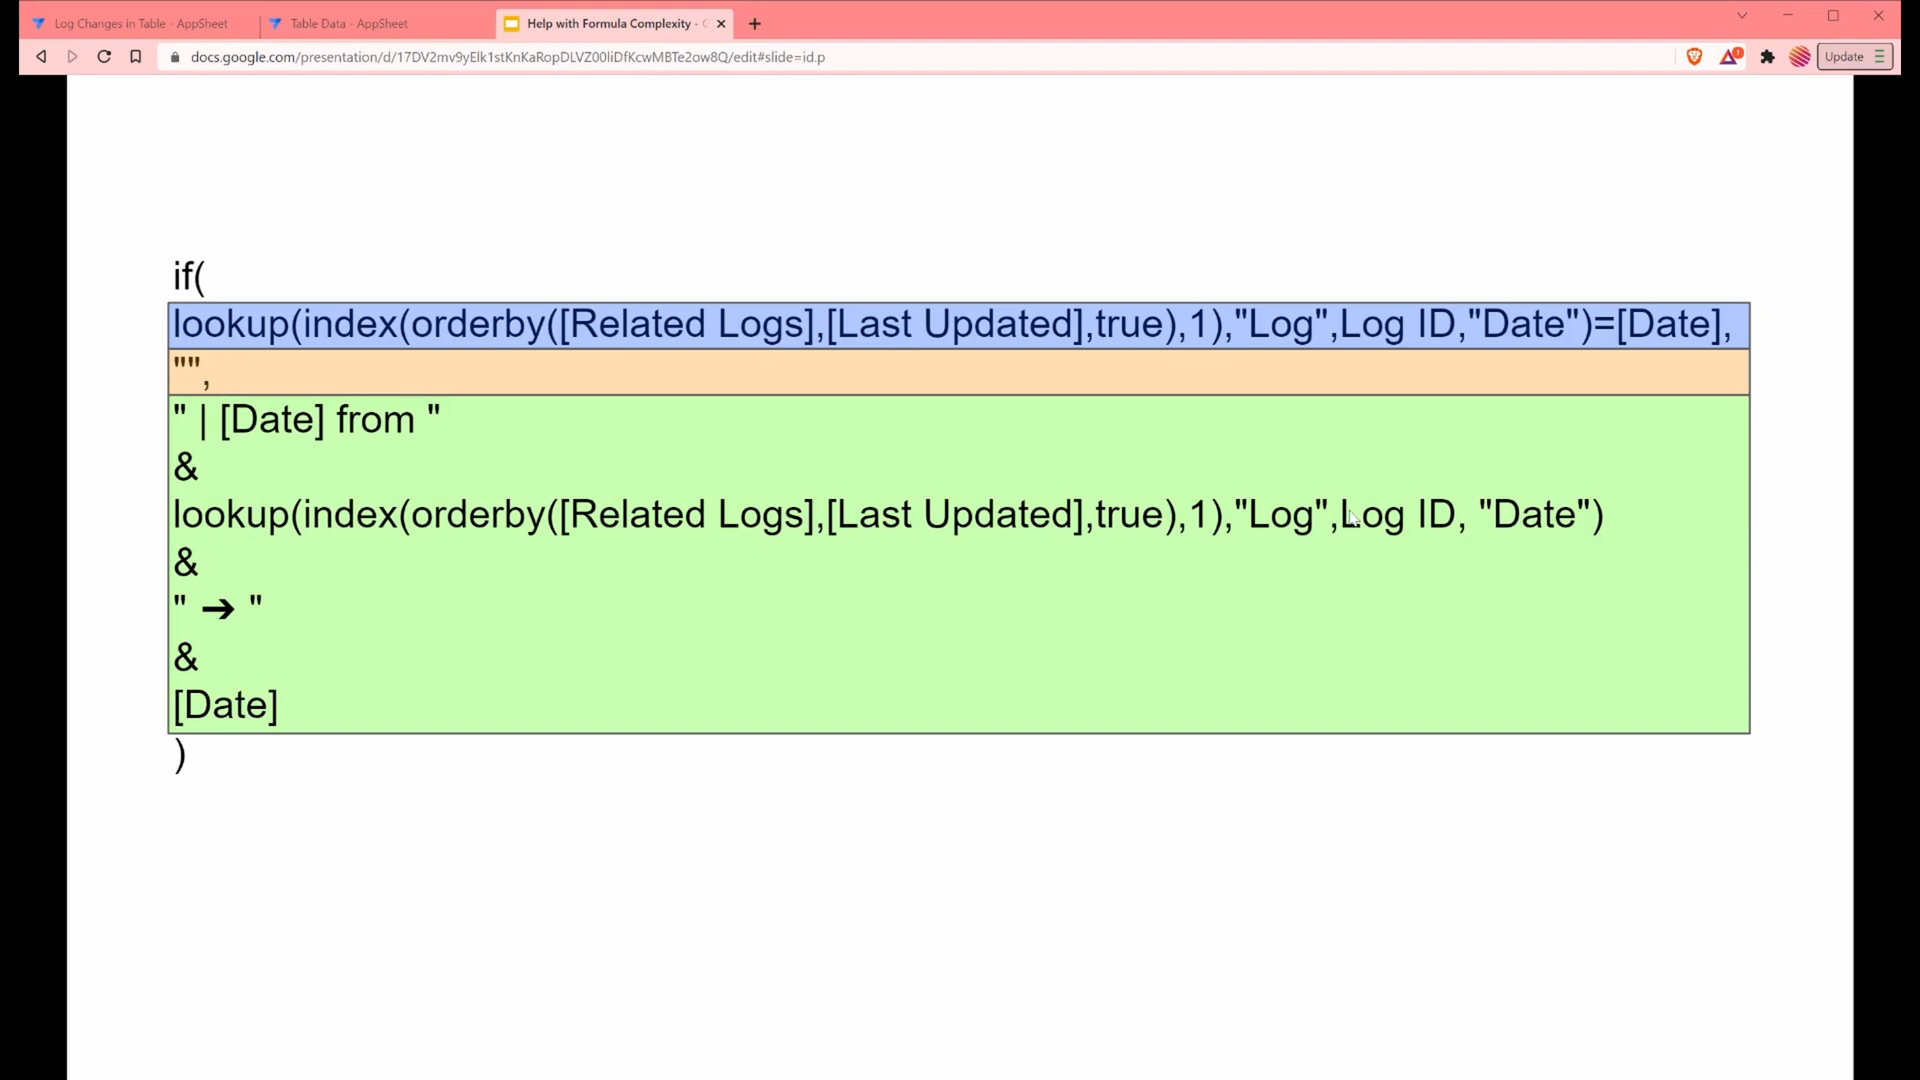 Log Changes in Table - AppSheet
Table Data - AppSheet
Help with Formula Complexity -
docs.google.com/presentation/d/17DV2mv9yElk1stKnKaRopDLVZ00liDfKcwMBTe2ow8Q/edit#slide=id.p
Update
if(
lookup(index(orderby([Related Logs],[Last Updated],true),1),"Log",Log ID,"Date")=[Date],
"",
" | [Date] from "
&
lookup(index(orderby([Related Logs],[Last Updated],true),1),"Log",Log ID, "Date")
&
" ➔ "
&
[Date]
)